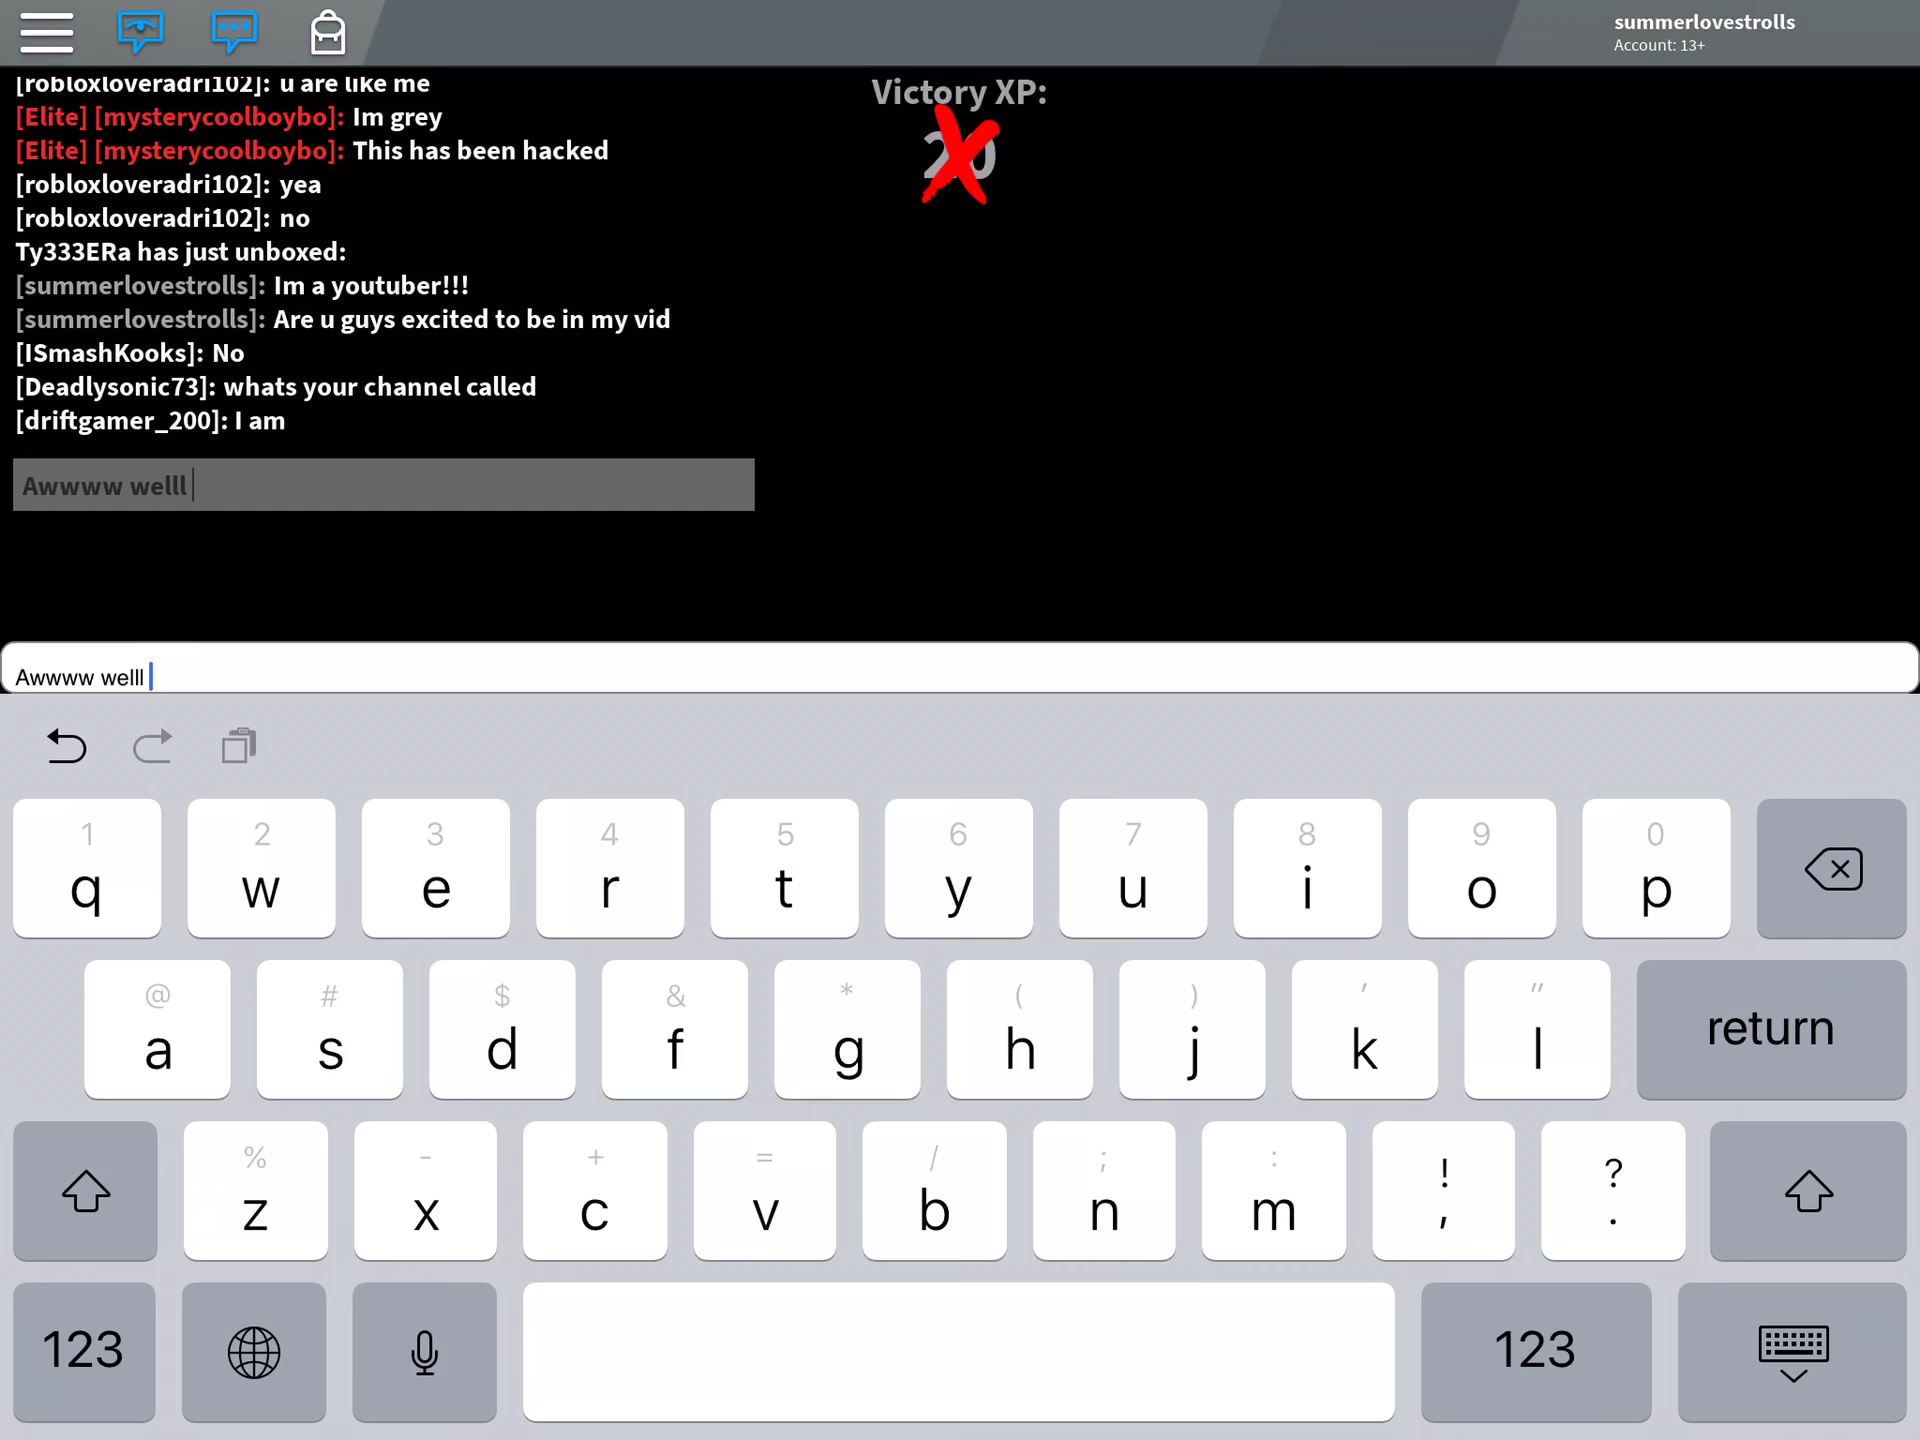 summerlovestrolls
Account: 13+
[robloxloveradri102]: u are like me
[Elite] [mysterycoolboybo]: Im grey
[Elite] [mysterycoolboybo]: This has been hacked
[robloxloveradri102]: yea
[robloxloveradri102]: no
Ty333ERa has just unboxed:
[summerlovestrolls]: Im a youtuber!!!
[summerlovestrolls]: Are u guys excited to be in my vid
[ISmashKooks]: No
[Deadlysonic73]: whats your channel called
[driftgamer_200]: I am
Victory XP:
20
Awwww welll
Awwww welll
1 2 3 4 5 6 7 8 9 0
q w e r t y u i o p
@ # $ & * ( ) ' "
a s d f g h j k l return
% - + = / ; : ! ?
z x c v b n m , .
123 123